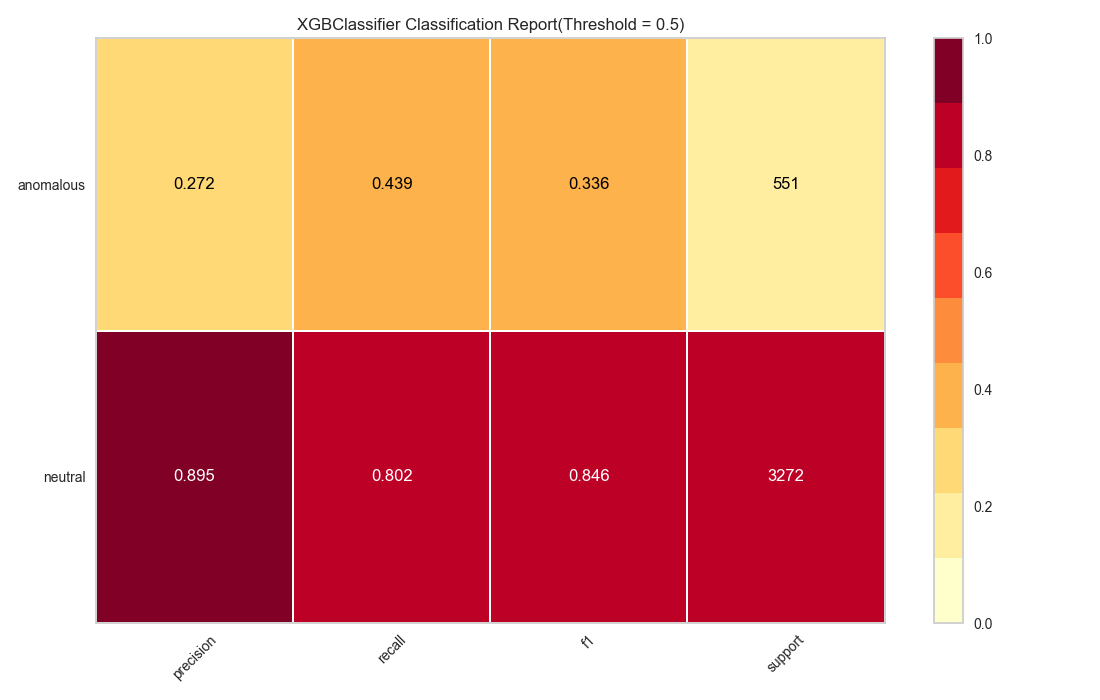 XGBClassifier Classification Report(Threshold = 0.5)
anomalous 0.272 0.439 0.336 551
neutral 0.895 0.802 0.846 3272
precision recall f1 support
1.0
0.8
0.6
0.4
0.2
0.0